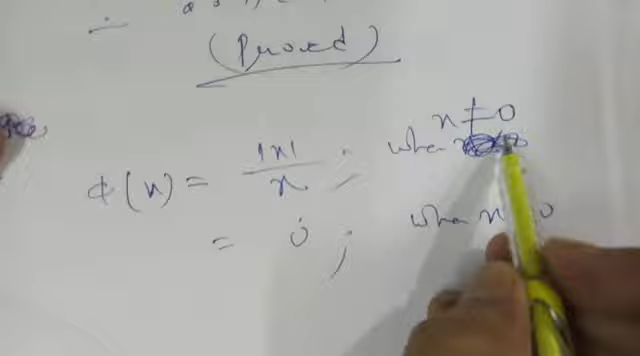 (Proved)
x ≠ 0
ϕ(x) = |x|/x ; when x
= 0 ; when x 0